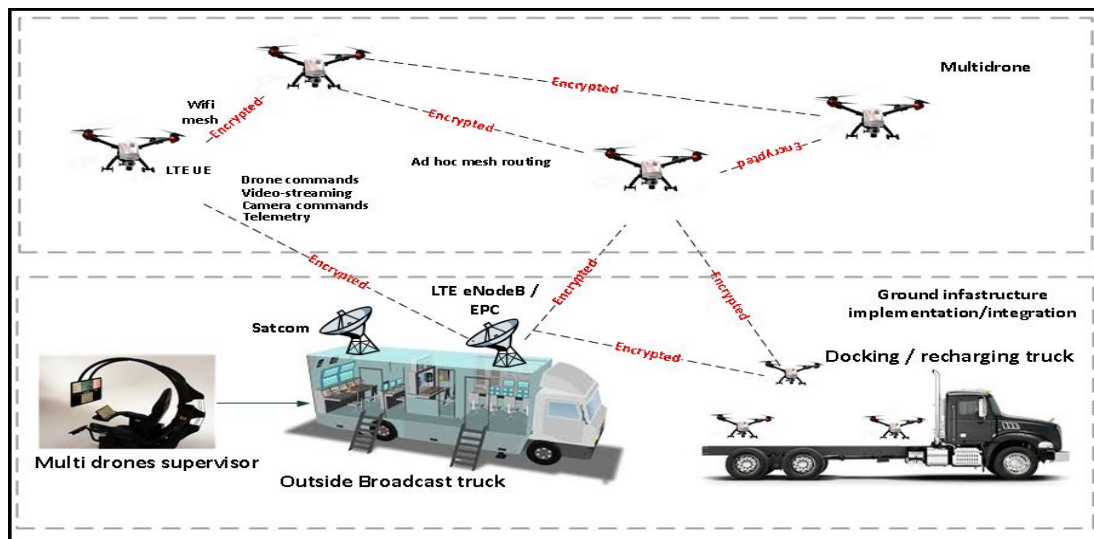 Encrypted
Multidrone
Wifi
mesh
Encrypted
Encrypted
Encrypted
Ad hoc mesh routing
LTE UE
Drone commands
Video-streaming
Camera commands
Telemetry
Encrypted
Encrypted
Encrypted
LTE eNodeB /
EPC
Ground infastructure
implementation/integration
Satcom
Encrypted
Docking / recharging truck
Multi drones supervisor
Outside Broadcast truck